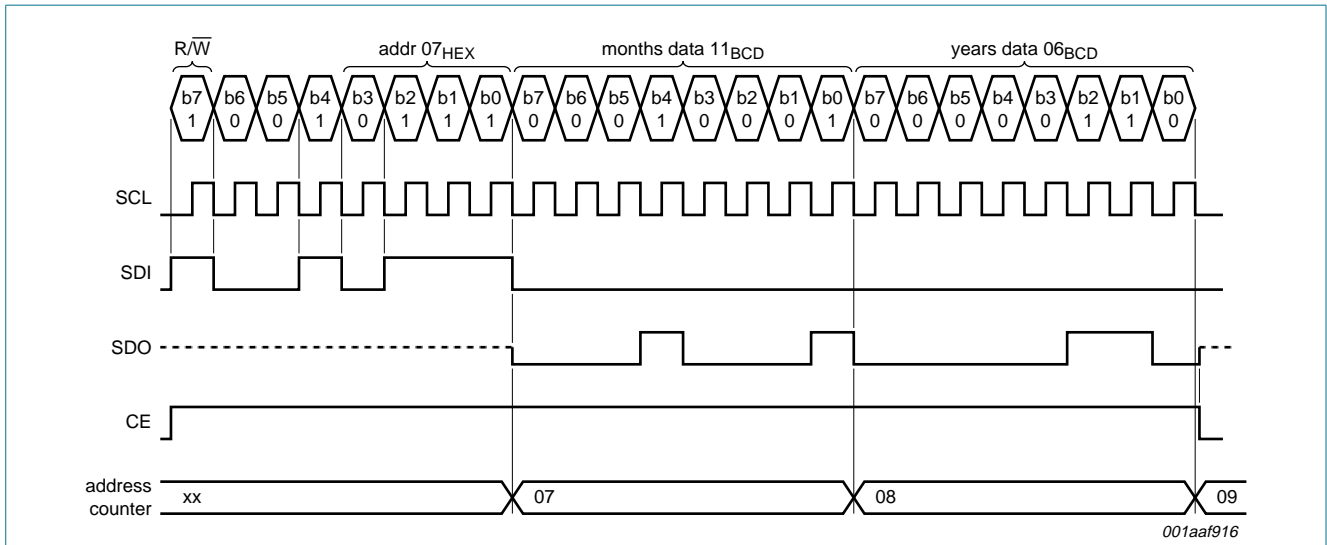 R/W addr 07HEX months data 11BCD years data 06BCD
b7 b6 b5 b4 b3 b2 b1 b0 b7 b6 b5 b4 b3 b2 b1 b0 b7 b6 b5 b4 b3 b2 b1 b0
1 0 0 1 0 1 1 1 0 0 0 1 0 0 0 1 0 0 0 0 0 1 1 0
SCL
SDI
SDO
CE
address
counter
xx 07 08 09
001aaf916